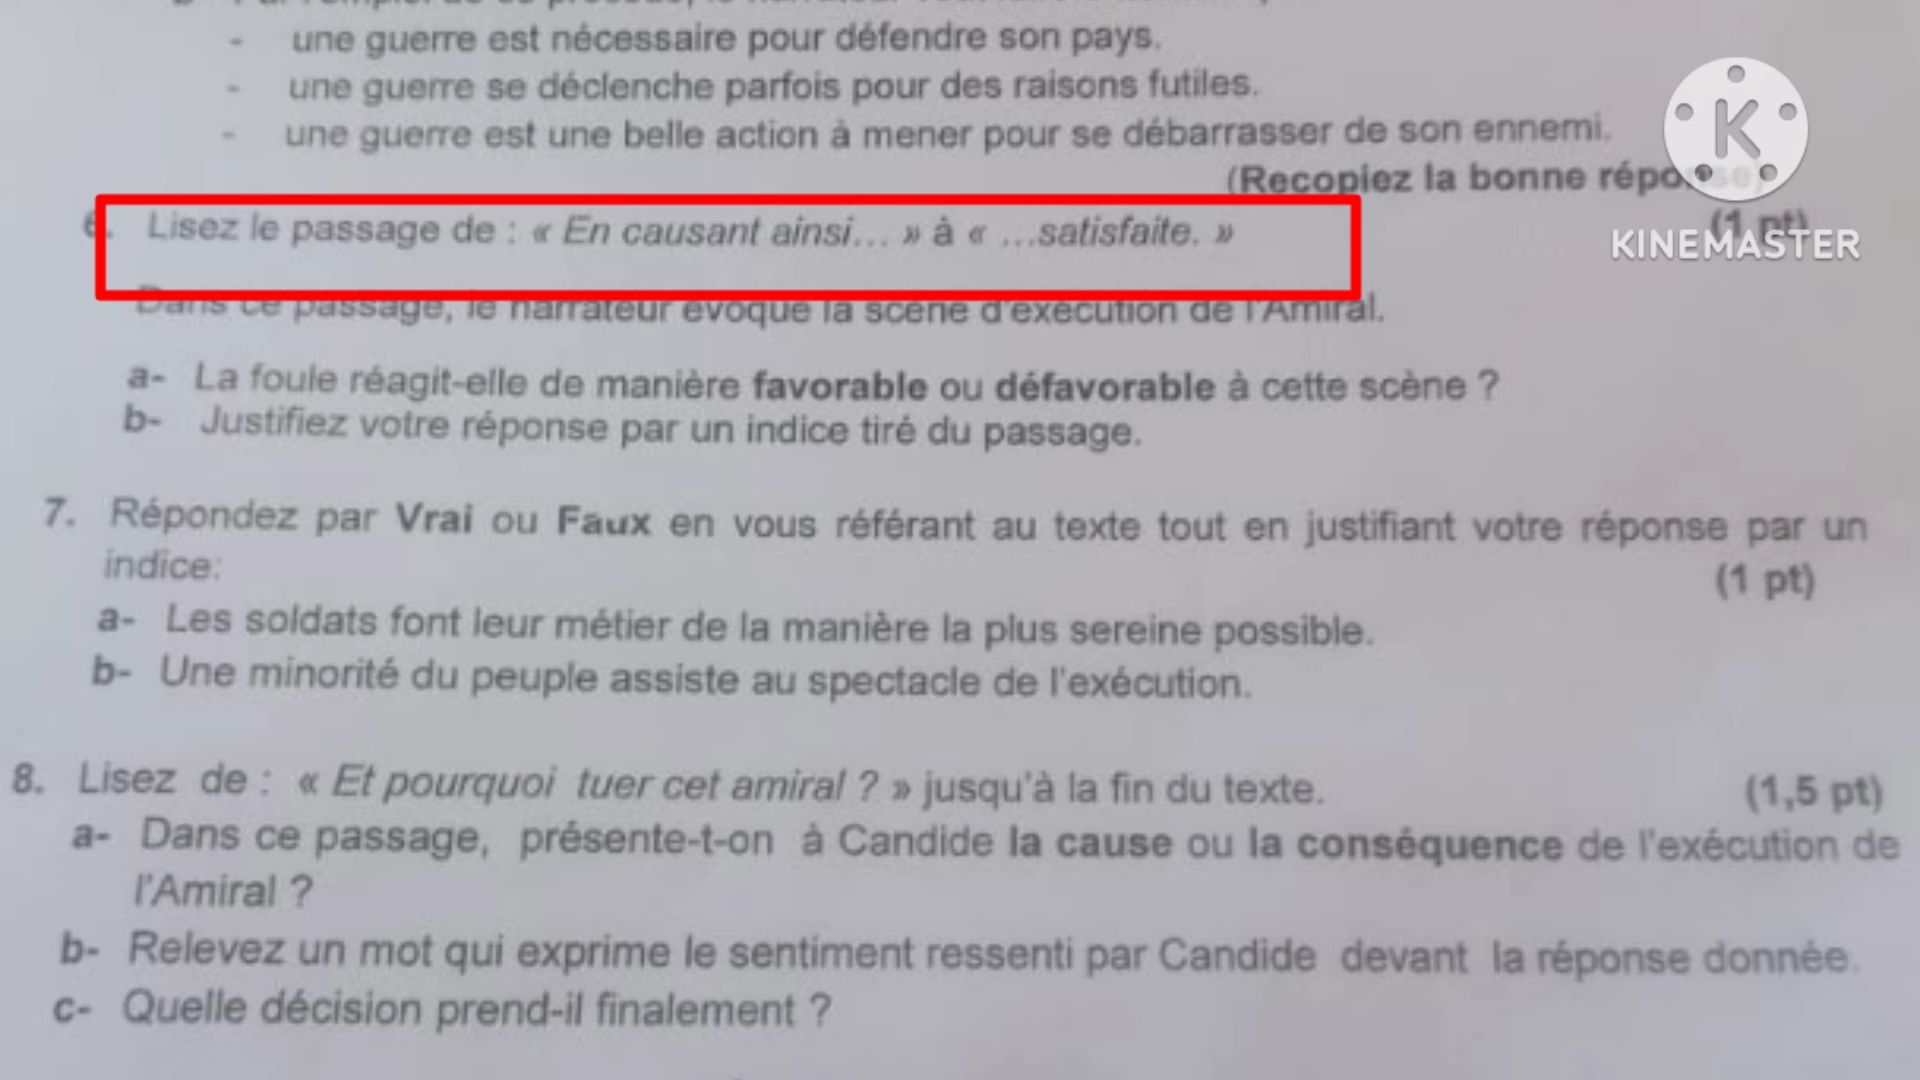 une guerre est nécessaire pour défendre son pays.
- une guerre se déclenche parfois pour des raisons futiles.
- une guerre est une belle action à mener pour se débarrasser de son ennemi.
(Recopiez la bonne réponse)
6. Lisez le passage de : « En causant ainsi... » à « ...satisfaite. » (1 pt)
KINEMASTER
Dans ce passage, le narrateur évoque la scène d'exécution de l'Amiral.
a- La foule réagit-elle de manière favorable ou défavorable à cette scène ?
b- Justifiez votre réponse par un indice tiré du passage.
7. Répondez par Vrai ou Faux en vous référant au texte tout en justifiant votre réponse par un
indice: (1 pt)
a- Les soldats font leur métier de la manière la plus sereine possible.
b- Une minorité du peuple assiste au spectacle de l'exécution.
8. Lisez de : « Et pourquoi tuer cet amiral ? » jusqu'à la fin du texte. (1,5 pt)
a- Dans ce passage, présente-t-on à Candide la cause ou la conséquence de l'exécution de
l'Amiral ?
b- Relevez un mot qui exprime le sentiment ressenti par Candide devant la réponse donnée.
c- Quelle décision prend-il finalement ?